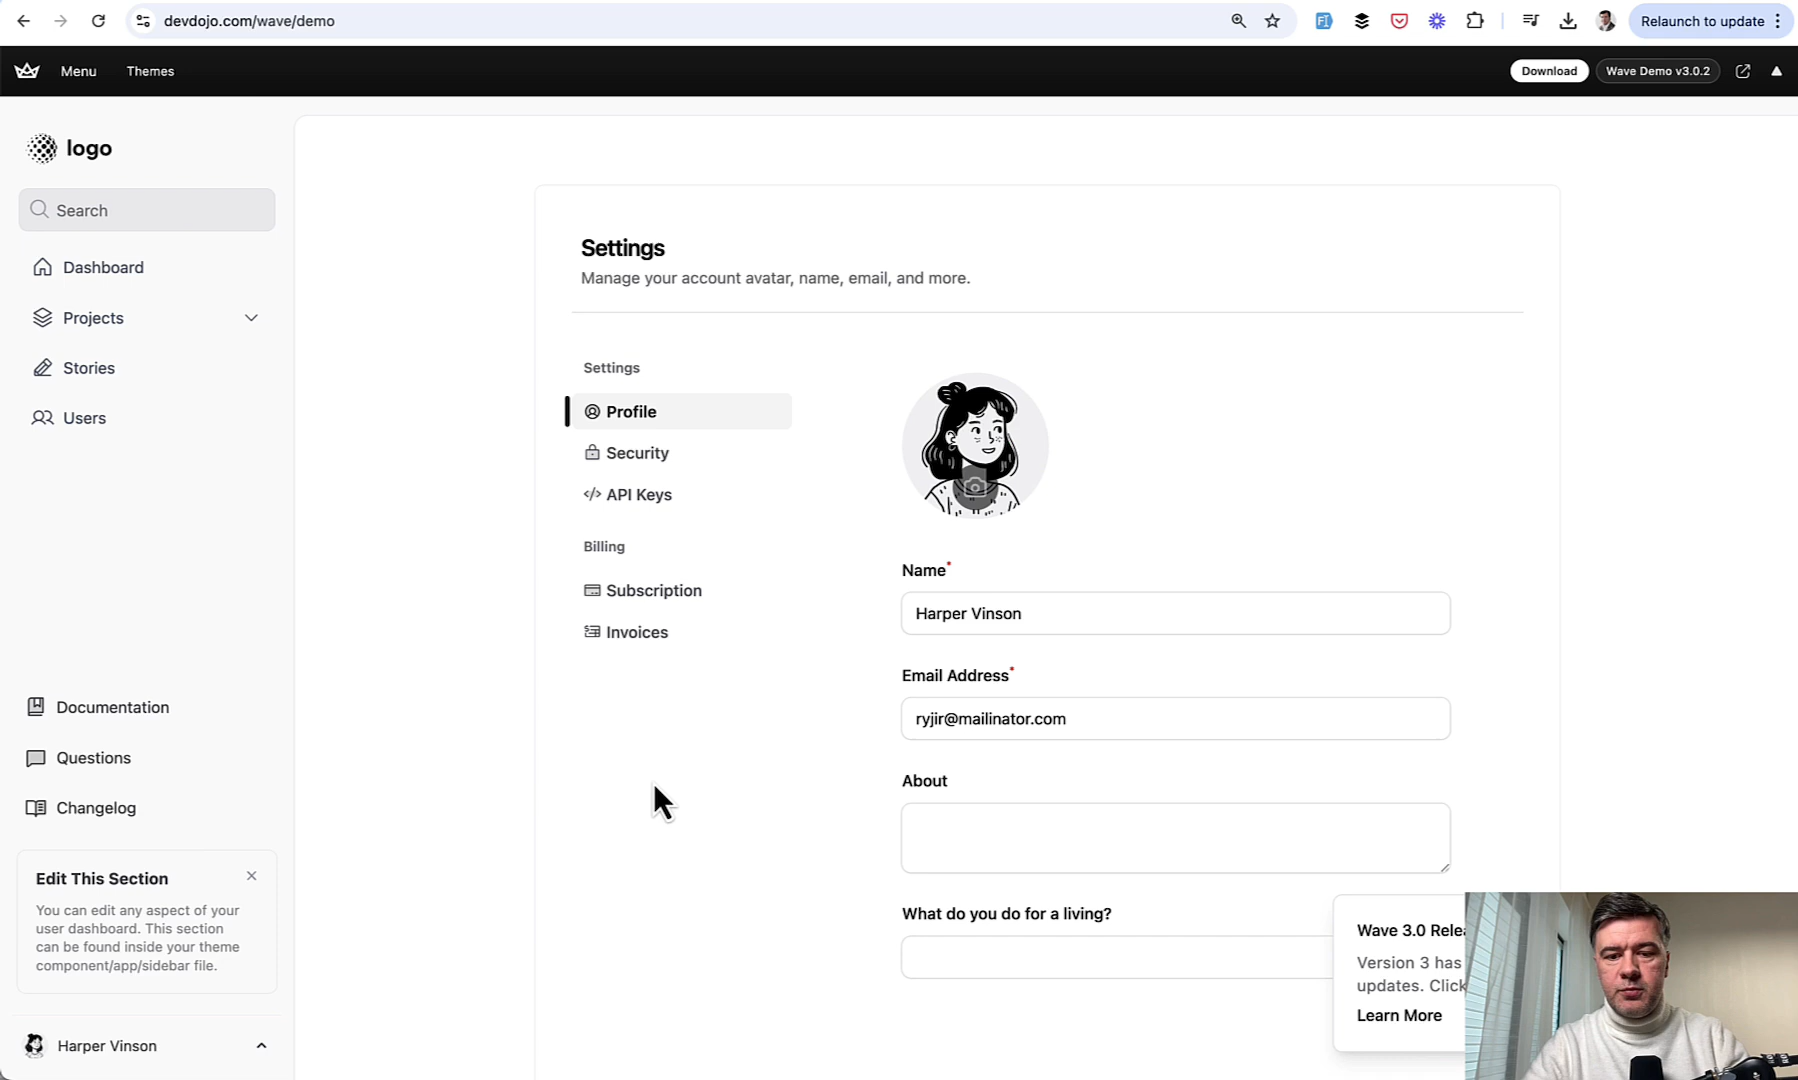 devdojo.com/wave/demo
Relaunch to update
Menu
Themes
Download
Wave Demo v3.0.2
logo
Search
Dashboard
Projects
Stories
Users
Documentation
Questions
Changelog
Edit This Section
You can edit any aspect of your
user dashboard. This section
can be found inside your theme
component/app/sidebar file.
Harper Vinson
Settings
Manage your account avatar, name, email, and more.
Settings
Profile
Security
</> API Keys
Billing
Subscription
Invoices
Name*
Harper Vinson
Email Address*
ryjir@mailinator.com
About
What do you do for a living?
Wave 3.0
Version 3 has
updates. Click
Learn More